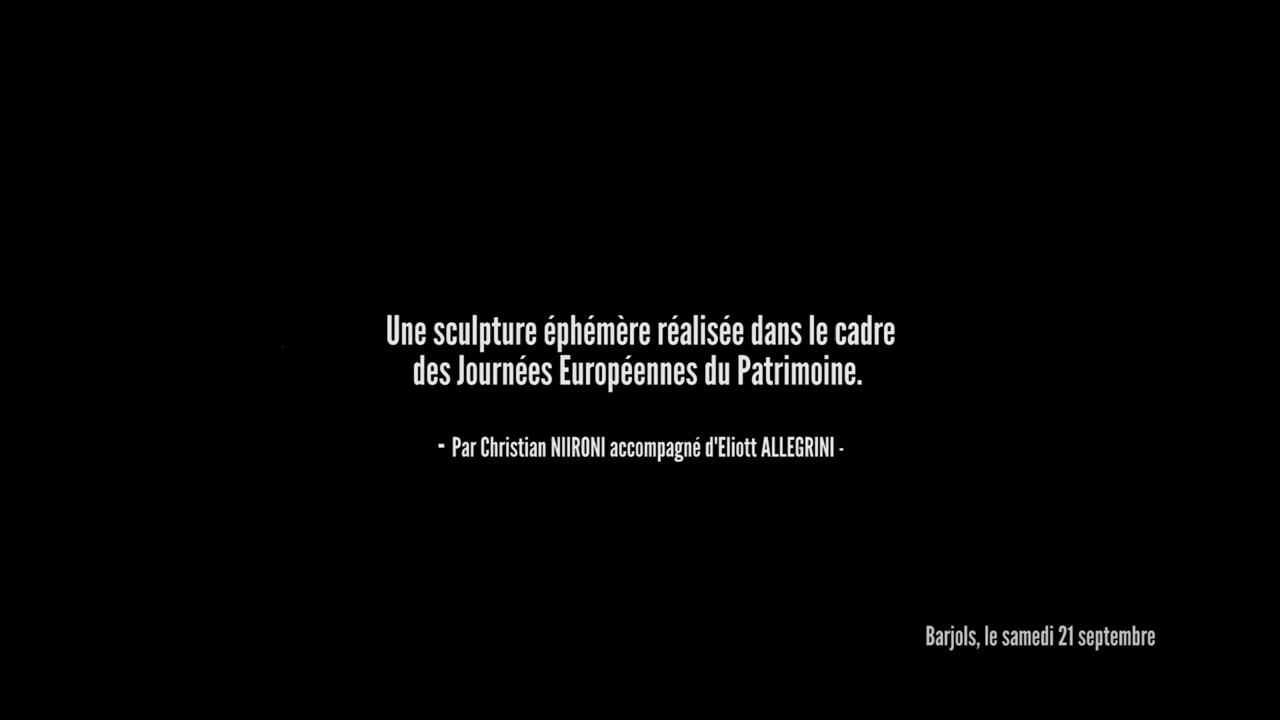 Une sculpture éphémère réalisée dans le cadre
des Journées Européennes du Patrimoine.
- Par Christian NIIRONI accompagné d'Eliott ALLEGRINI -
Barjols, le samedi 21 septembre